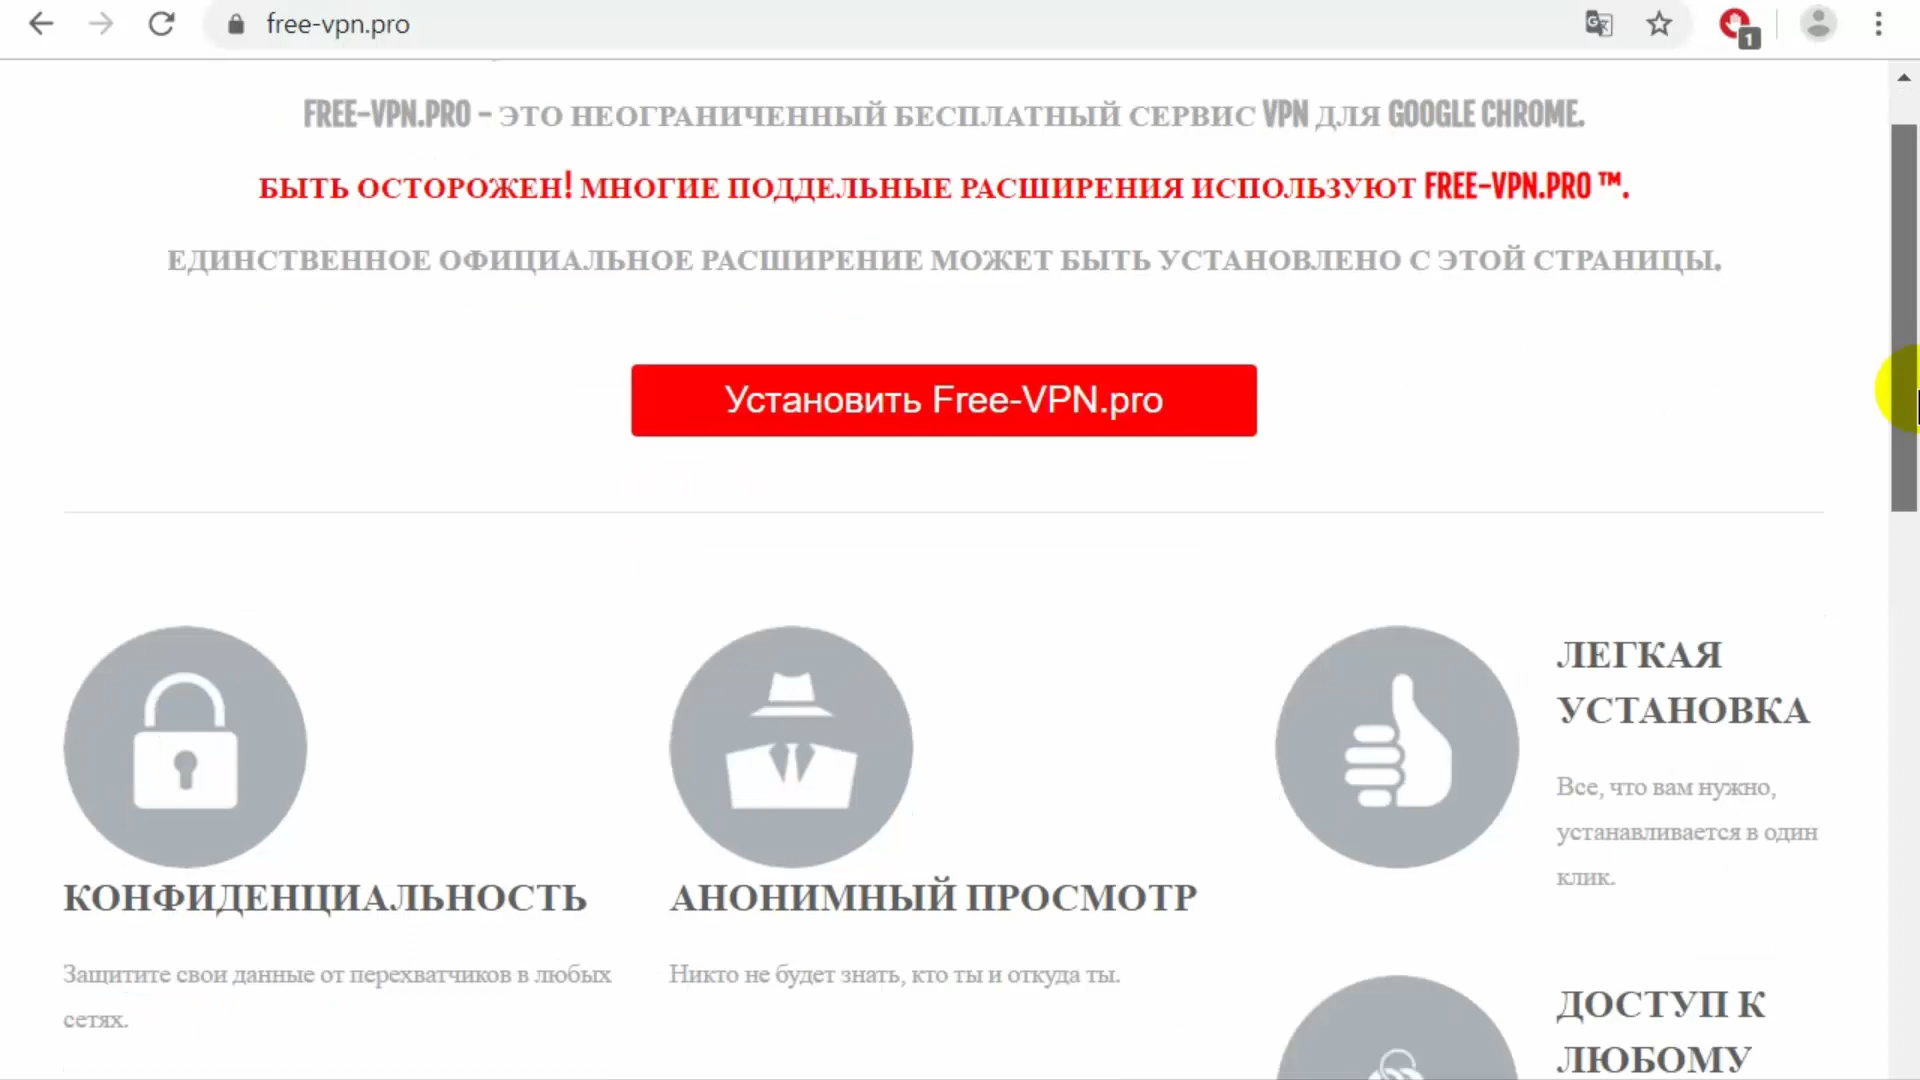 free-vpn.pro
1
FREE-VPN.PRO - ЭТО НЕОГРАНИЧЕННЫЙ БЕСПЛАТНЫЙ СЕРВИС VPN ДЛЯ GOOGLE CHROME.
БЫТЬ ОСТОРОЖЕН! МНОГИЕ ПОДДЕЛЬНЫЕ РАСШИРЕНИЯ ИСПОЛЬЗУЮТ FREE-VPN.PRO ™.
ЕДИНСТВЕННОЕ ОФИЦИАЛЬНОЕ РАСШИРЕНИЕ МОЖЕТ БЫТЬ УСТАНОВЛЕНО С ЭТОЙ СТРАНИЦЫ.
Установить Free-VPN.pro
КОНФИДЕНЦИАЛЬНОСТЬ
Защитите свои данные от перехватчиков в любых
сетях.
АНОНИМНЫЙ ПРОСМОТР
Никто не будет знать, кто ты и откуда ты.
ЛЕГКАЯ
УСТАНОВКА
Все, что вам нужно,
устанавливается в один
клик.
ДОСТУП К
ЛЮБОМУ